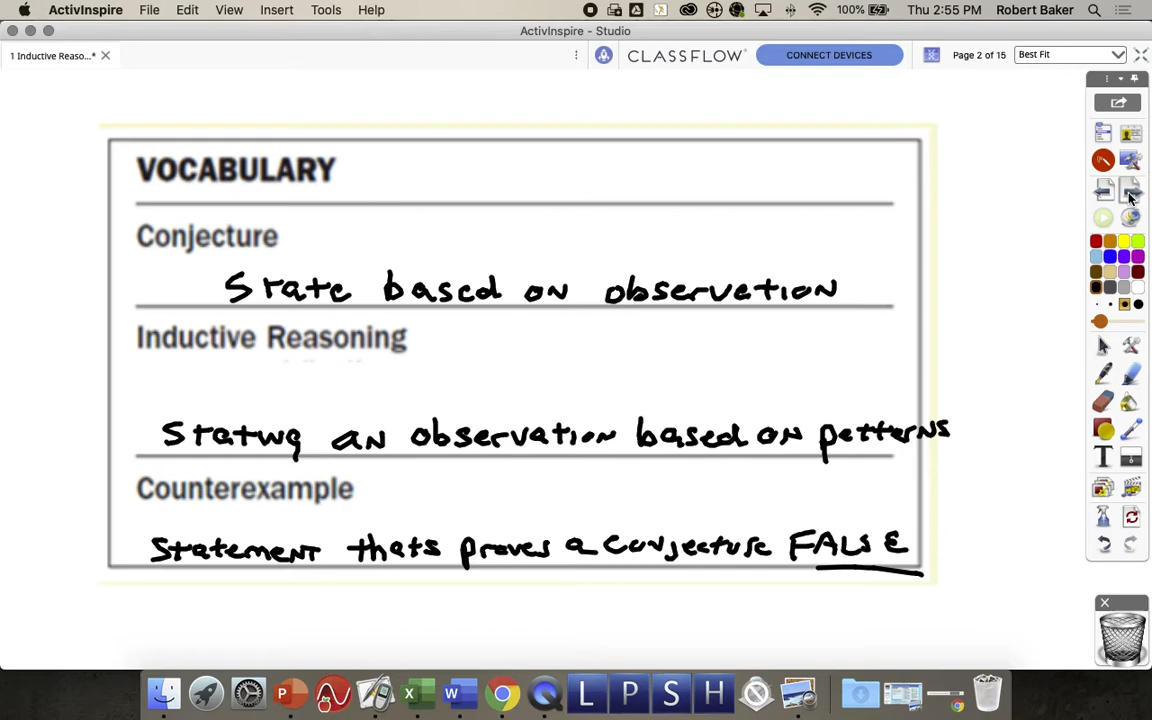 ActivInspire File Edit View Insert Tools Help 100% Thu 2:55 PM Robert Baker
ActivInspire - Studio
1 Inductive Reaso...* CLASSFLOW CONNECT DEVICES Page 2 of 15 Best Fit
VOCABULARY
Conjecture
State based on observation
Inductive Reasoning
Stating an observation based on petterns
Counterexample
Statement thats proves a conjecture FALSE
T
X
P X W L P S H